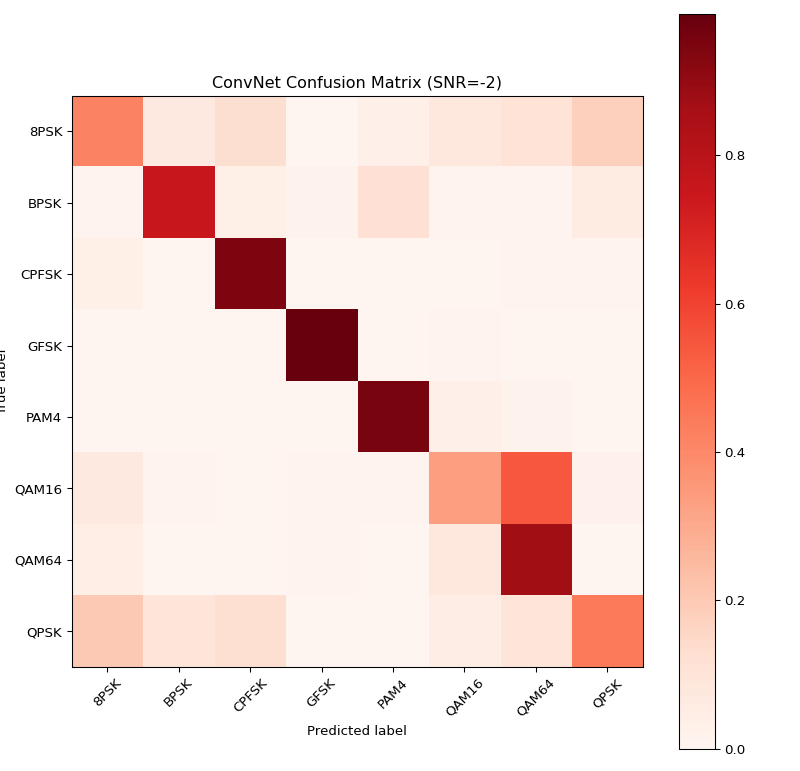 ConvNet Confusion Matrix (SNR=-2)
8PSK
BPSK
CPFSK
GFSK
PAM4
QAM16
QAM64
QPSK
8PSK
BPSK
CPFSK
GFSK
PAM4
QAM16
QAM64
QPSK
Predicted label
0.8
0.6
0.4
0.2
0.0